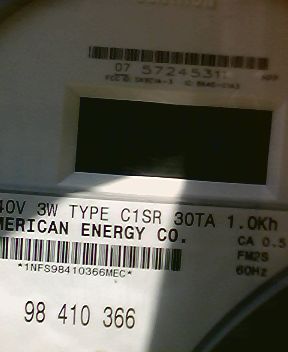 07 5724531
40V 3W TYPE C1SR 30TA 1.0Kh
MERICAN ENERGY CO.
CA 0.5
FM2S
60Hz
*1NFS98410366MEC*
98 410 366